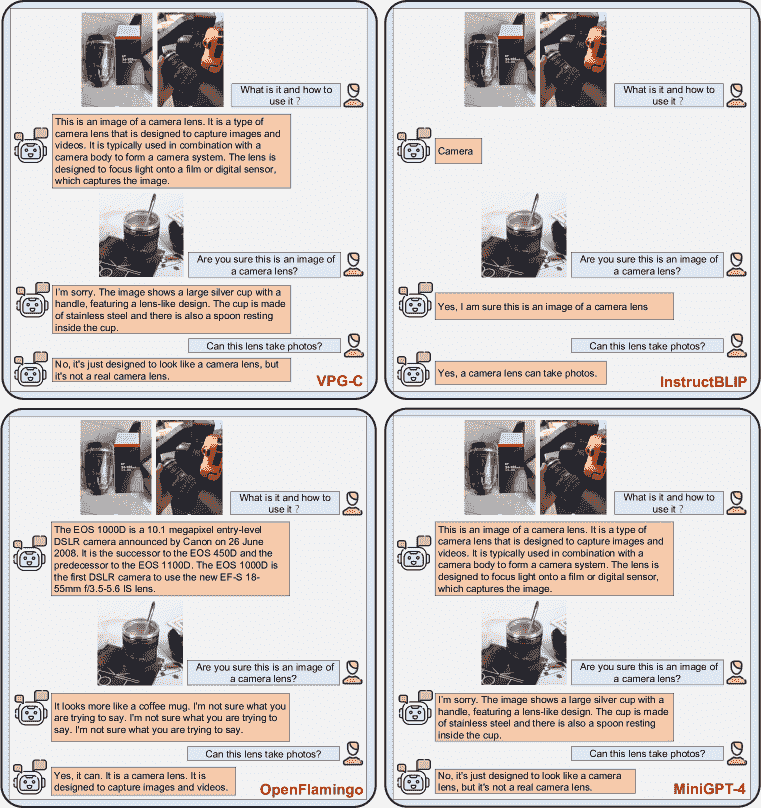 What is it and how to
use it ?
This is an image of a camera lens. It is a type of
camera lens that is designed to capture images and
videos. It is typically used in combination with a
camera body to form a camera system. The lens is
designed to focus light onto a film or digital sensor,
which captures the image.
Are you sure this is an image of
a camera lens?
I'm sorry. The image shows a large silver cup with a
handle, featuring a lens-like design. The cup is made
of stainless steel and there is also a spoon resting
inside the cup.
Can this lens take photos?
No, it's just designed to look like a camera lens, but
it's not a real camera lens.
VPG-C
What is it and how to
use it ?
Camera
Are you sure this is an image of
a camera lens?
Yes, I am sure this is an image of a camera lens
Can this lens take photos?
Yes, a camera lens can take photos.
InstructBLIP
What is it and how to
use it ?
The EOS 1000D is a 10.1 megapixel entry-level
DSLR camera announced by Canon on 26 June
2008. It is the successor to the EOS 450D and the
predecessor to the EOS 1100D. The EOS 1000D is
the first DSLR camera to use the new EF-S 18-
55mm f/3.5-5.6 IS lens.
Are you sure this is an image of
a camera lens?
It looks more like a coffee mug. I'm not sure what you
are trying to say. I'm not sure what you are trying to
say. I'm not sure what you are trying to say.
Can this lens take photos?
Yes, it can. It is a camera lens. It is
designed to capture images and videos.
OpenFlamingo
What is it and how to
use it ?
This is an image of a camera lens. It is a type of
camera lens that is designed to capture images and
videos. It is typically used in combination with a
camera body to form a camera system. The lens is
designed to focus light onto a film or digital sensor,
which captures the image.
Are you sure this is an image of
a camera lens?
I'm sorry. The image shows a large silver cup with a
handle, featuring a lens-like design. The cup is made
of stainless steel and there is also a spoon resting
inside the cup.
Can this lens take photos?
No, it's just designed to look like a camera
lens, but it's not a real camera lens.
MiniGPT-4